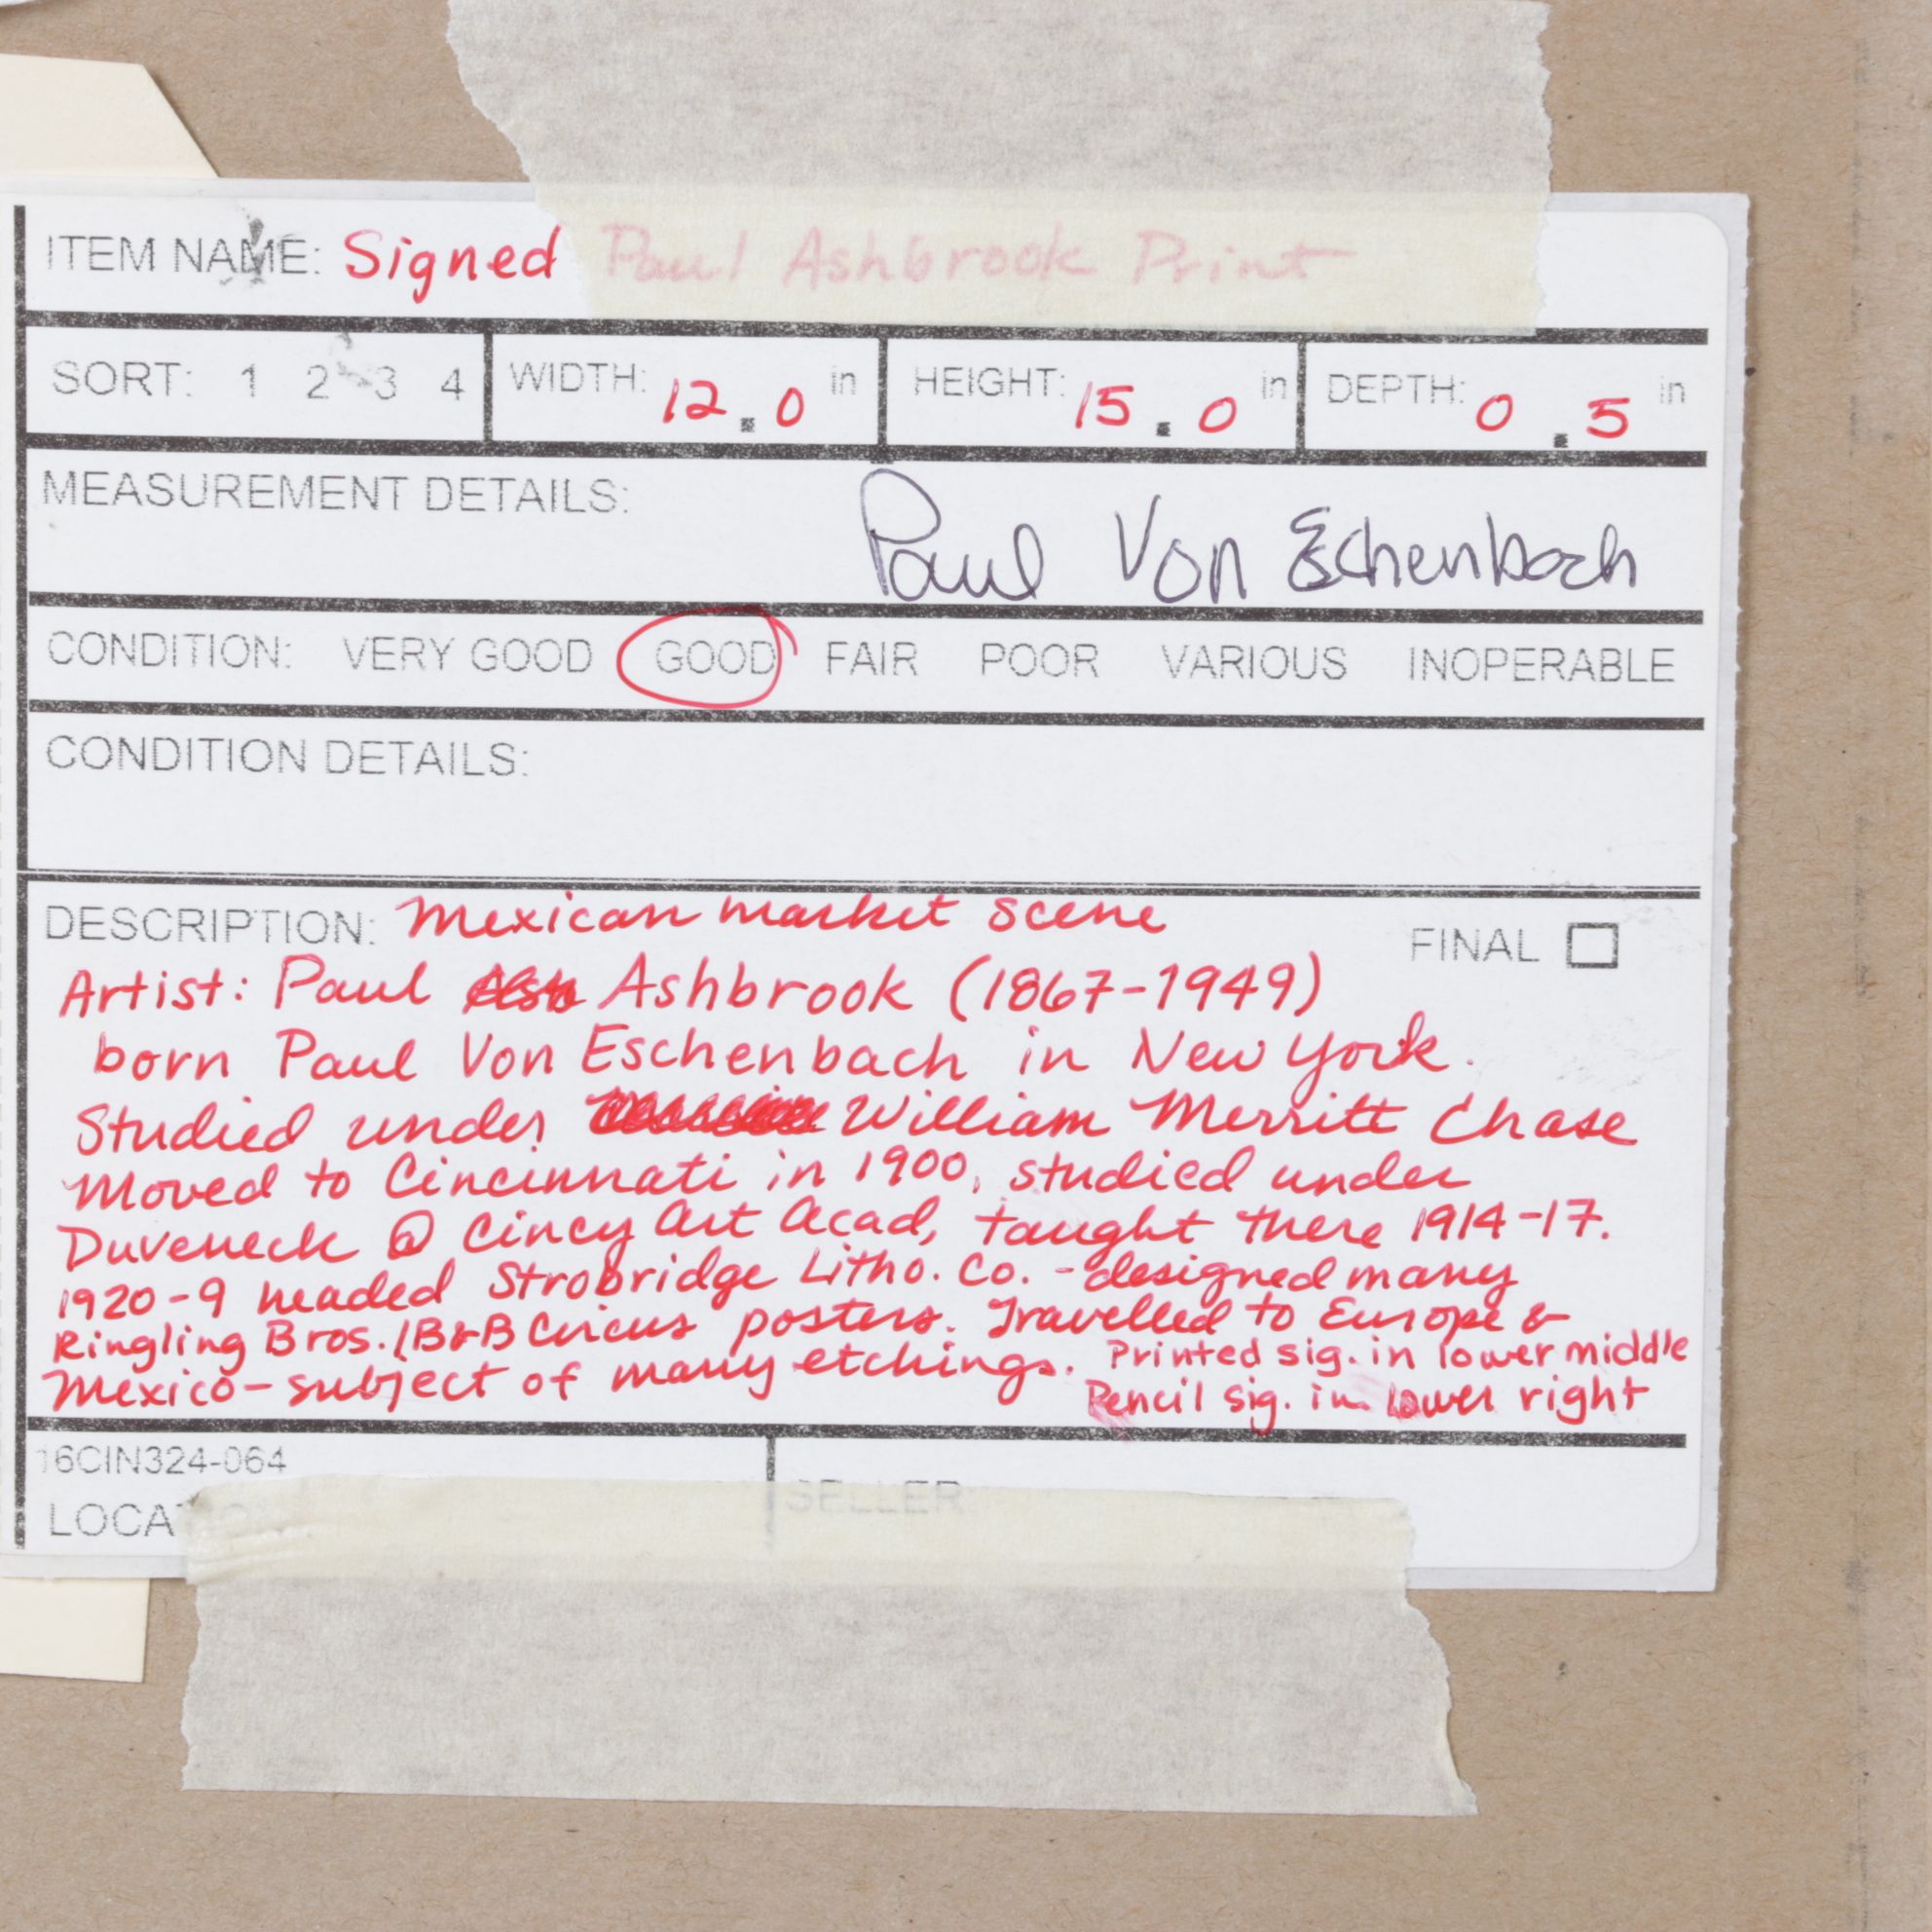 ITEM NAME: Signed Paul Ashbrook Print
SORT: 1 2 3 4 WIDTH: 12.0 in HEIGHT: 15.0 in DEPTH: 0.5 in
MEASUREMENT DETAILS:
Paul Von Eschenbach
CONDITION: VERY GOOD GOOD FAIR POOR VARIOUS INOPERABLE
CONDITION DETAILS:
DESCRIPTION: Mexican market scene
FINAL
Artist: Paul Ashbrook (1867-1949)
born Paul Von Eschenbach in New York.
Studied under William Merritt Chase
Moved to Cincinnati in 1900, studied under
Duveneck @ Cincy Art Acad, taught there 1914-17.
1920-9 headed Strobridge Litho. Co. - designed many
Ringling Bros./B&B Circus posters. Travelled to Europe &
Mexico - subject of many etchings.
Printed sig. in lower middle
Pencil sig. in lower right
16CIN324-064
LOCAT
SELLER